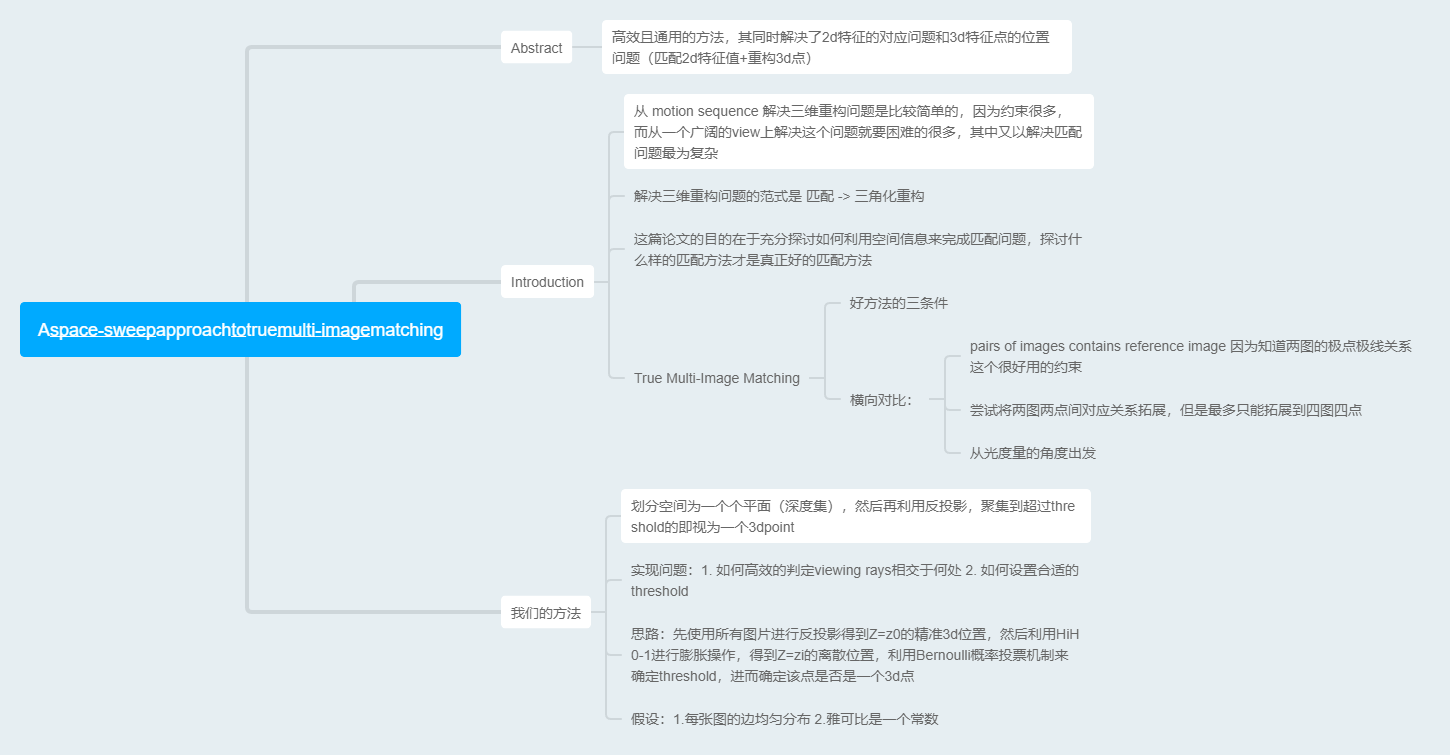 Abstract
高效且通用的方法，其同时解决了2d特征的对应问题和3d特征点的位置
问题（匹配2d特征值+重构3d点）
从 motion sequence 解决三维重构问题是比较简单的，因为约束很多，
而从一个广阔的view上解决这个问题就要困难的很多，其中又以解决匹配
问题最为复杂
解决三维重构问题的范式是 匹配 -> 三角化重构
这篇论文的目的在于充分探讨如何利用空间信息来完成匹配问题，探讨什
么样的匹配方法才是真正好的匹配方法
Introduction
Aspace-sweepapproachtotruemulti-imagematching
True Multi-Image Matching
好方法的三条件
横向对比：
pairs of images contains reference image 因为知道两图的极点极线关系
这个很好用的约束
尝试将两图两点间对应关系拓展，但是最多只能拓展到四图四点
从光度量的角度出发
我们的方法
划分空间为一个个平面（深度集），然后再利用反投影，聚集到超过thre
shold的即视为一个3dpoint
实现问题：1. 如何高效的判定viewing rays相交于何处 2. 如何设置合适的
threshold
思路：先使用所有图片进行反投影得到Z=z0的精准3d位置，然后利用HiH
0-1进行膨胀操作，得到Z=zi的离散位置，利用Bernoulli概率投票机制来
确定threshold，进而确定该点是否是一个3d点
假设：1.每张图的边均匀分布 2.雅可比是一个常数